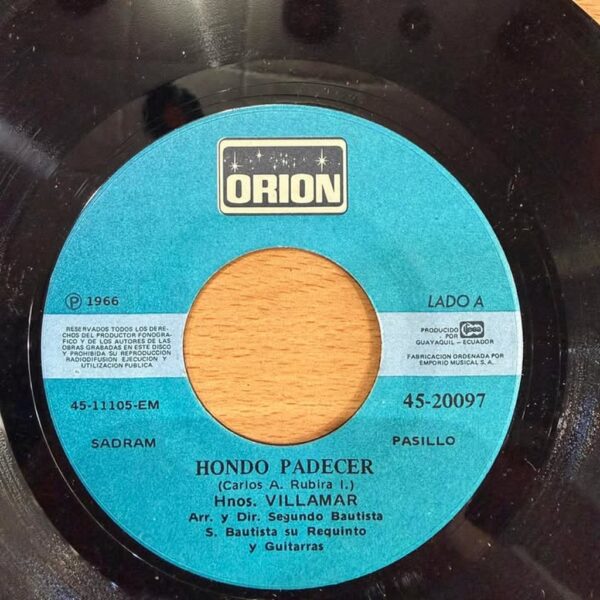 ORION
℗ 1966
LADO A
RESERVADOS TODOS LOS DERE-
CHOS DEL PRODUCTOR FONOGRA-
FICO Y DE LOS AUTORES DE LAS
OBRAS GRABADAS EN ESTE DISCO
Y PROHIBIDA SU REPRODUCCION
RADIODIFUSION EJECUCION Y
UTILIZACION PUBLICA
PRODUCIDO
POR
GUAYAQUIL - ECUADOR
FABRICACION ORDENADA POR
EMPORIO MUSICAL S.A.
45-11105-EM
45-20097
SADRAM
PASILLO
HONDO PADECER
(Carlos A. Rubira I.)
Hnos. VILLAMAR
Arr. y Dir. Segundo Bautista
S. Bautista su Requinto
y Guitarras